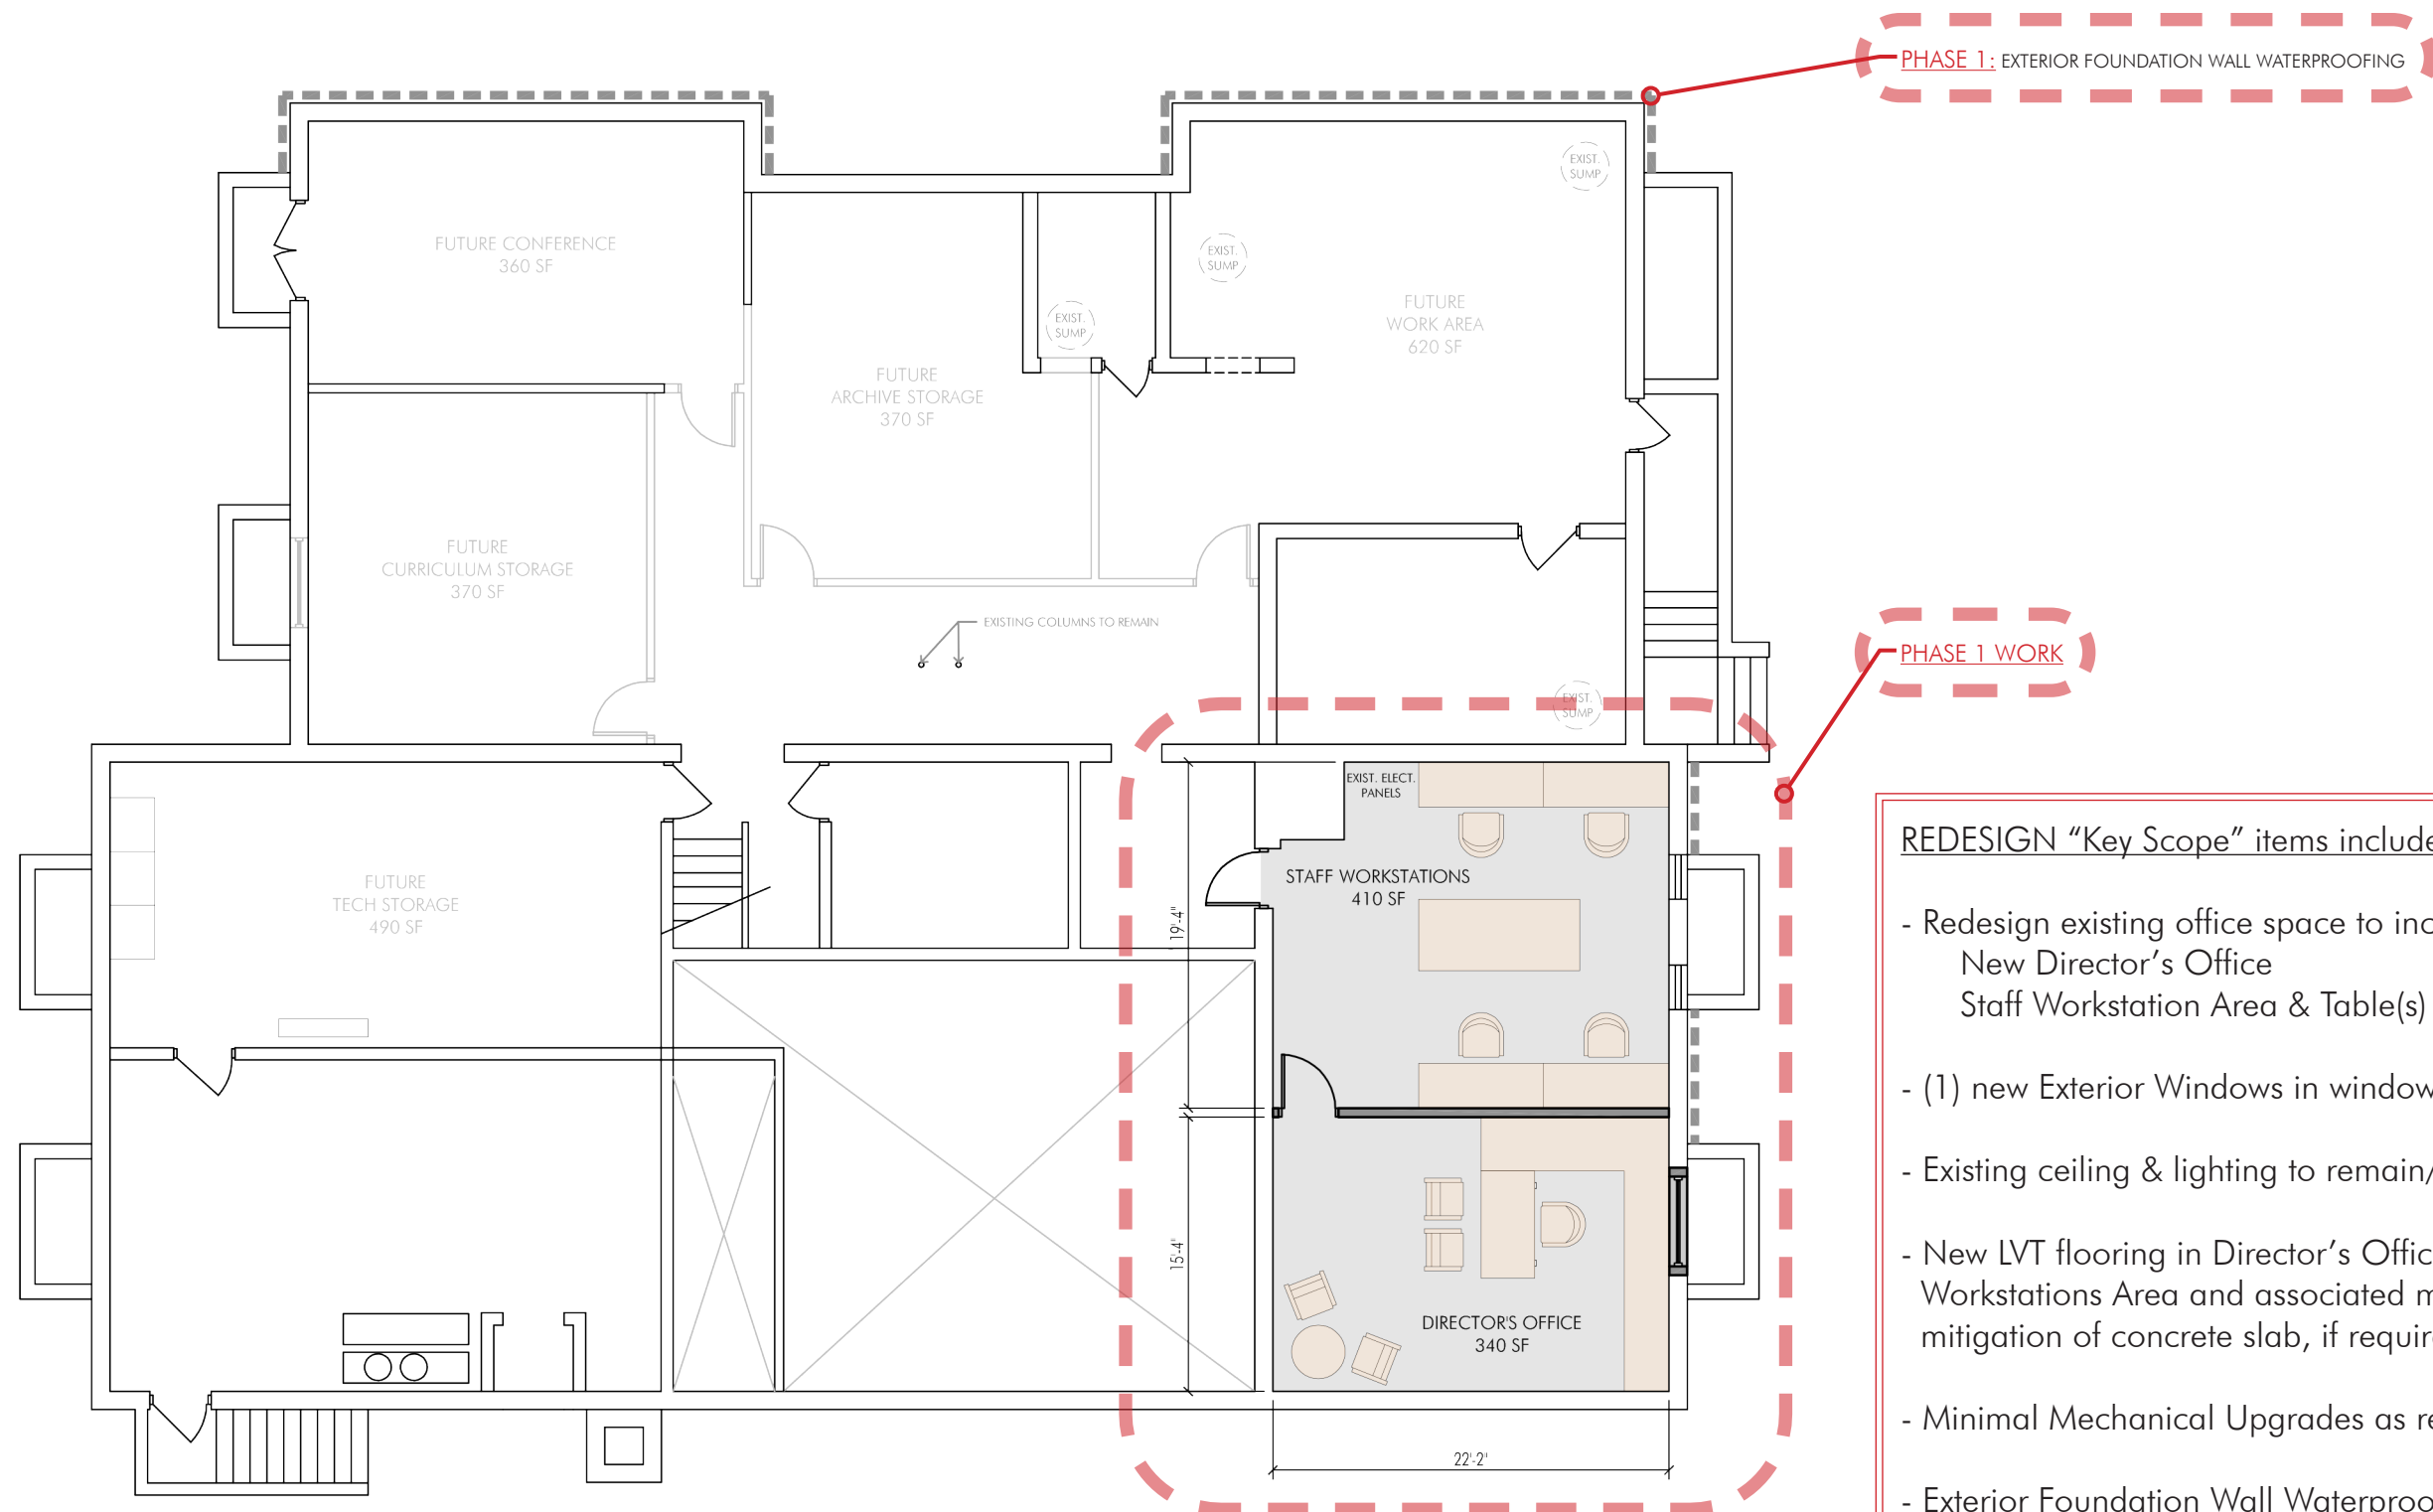 PHASE 1: EXTERIOR FOUNDATION WALL WATERPROOFING
EXIST.
SUMP
FUTURE CONFERENCE
360 SF
EXIST.
SUMP
EXIST.
SUMP
FUTURE
WORK AREA
620 SF
FUTURE
ARCHIVE STORAGE
370 SF
FUTURE
CURRICULUM STORAGE
370 SF
EXISTING COLUMNS TO REMAIN
PHASE 1 WORK
EXIST.
SUMP
EXIST. ELECT.
PANELS
FUTURE
TECH STORAGE
490 SF
STAFF WORKSTATIONS
410 SF
19'-4"
15'-4"
DIRECTOR'S OFFICE
340 SF
22'-2"
REDESIGN “Key Scope” items include
- Redesign existing office space to
New Director’s Office
Staff Workstation Area & Table(s)
- (1) new Exterior Windows in window
- Existing ceiling & lighting to remain/
- New LVT flooring in Director’s
Workstations Area and associated
mitigation of concrete slab, if
- Minimal Mechanical Upgrades as
- Exterior Foundation Wall